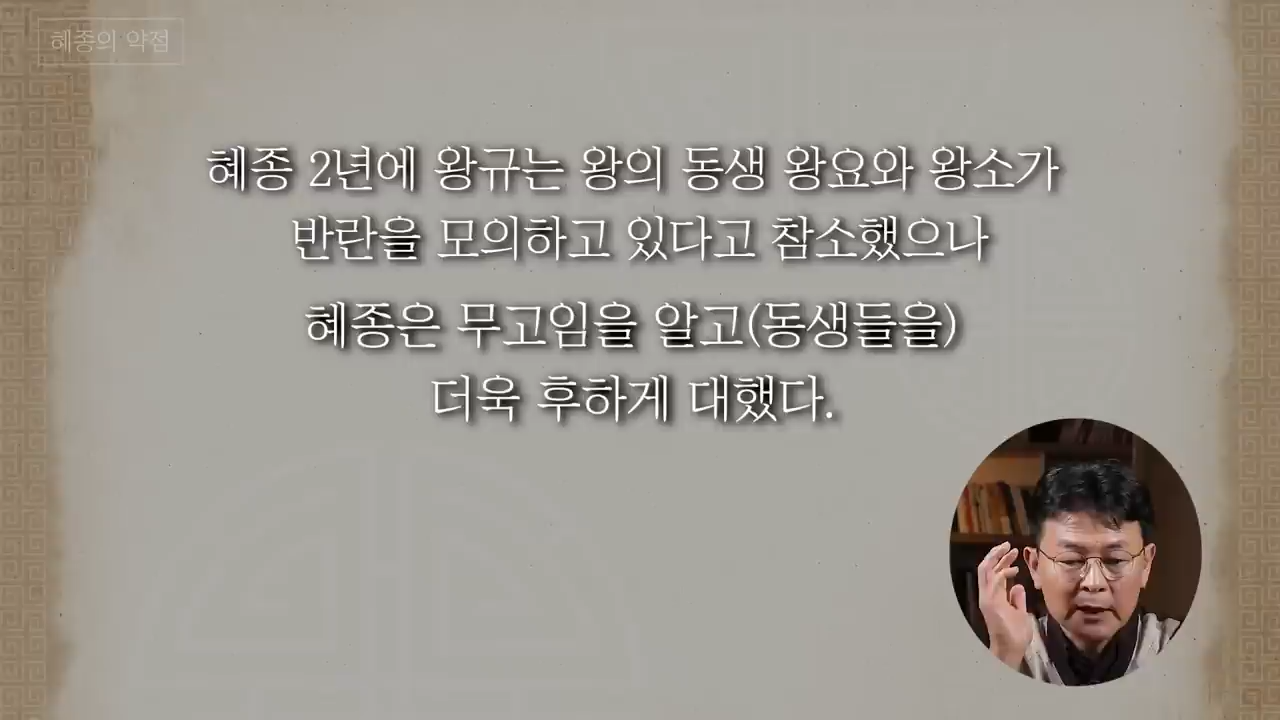 혜종의 약점
혜종 2년에 왕규는 왕의 동생 왕요와 왕소가
반란을 모의하고 있다고 참소했으나
혜종은 무고임을 알고(동생들을)
더욱 후하게 대했다.